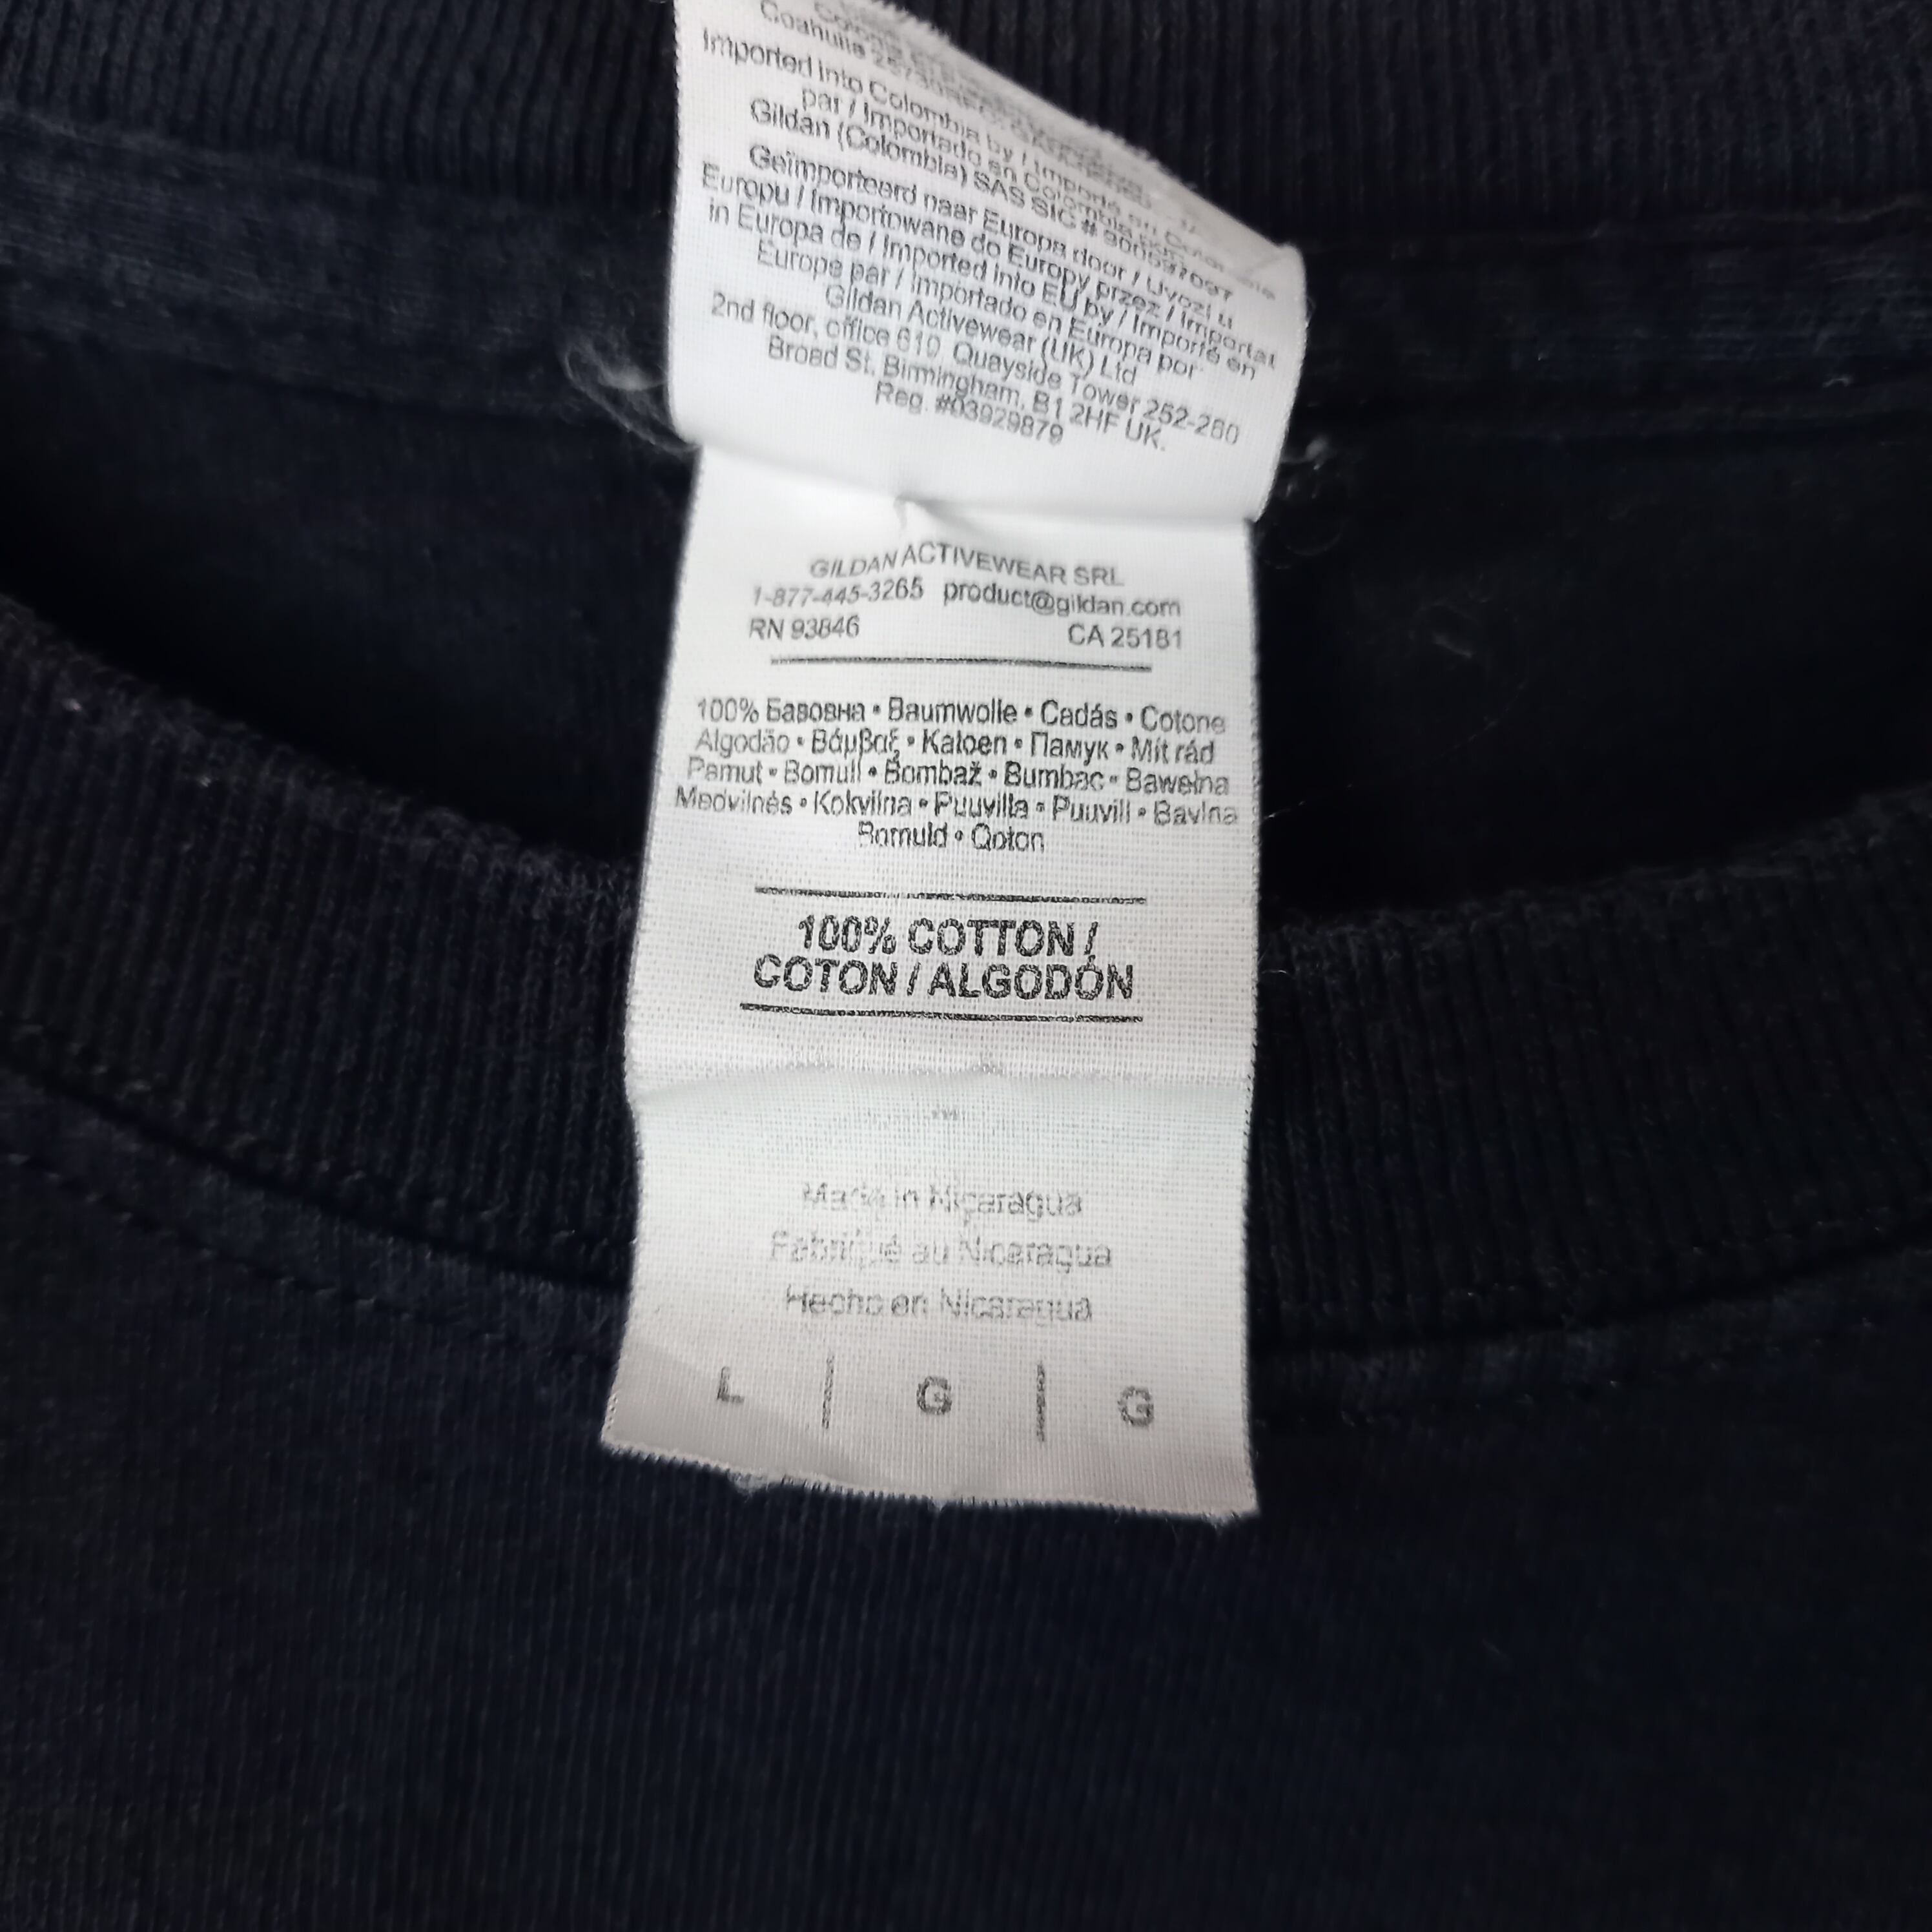 Coahuila
Imported into Colombia by / Importé en Colombie
par / Importado en Colombia por
Gildan (Colombia) SAS SIC # 900597097
Geïmporteerd naar Europa door / Uvozi u
Europu / Importowane do Europy przez / Importat
in Europa de / Imported into EU by / Importé en
Europe par / Importado en Europa por
Gildan Activewear (UK) Ltd
2nd floor, office 610, Quayside Tower 252-260
Broad St. Birmingham, B1 2HF UK.
Reg. #03929879
GILDAN ACTIVEWEAR SRL
1-877-445-3265 product@gildan.com
RN 93846 CA 25181
100% Бавовна • Baumwolle • Cadás • Cotone
Algodão • Βάμβαξ • Katoen • Памук • Mít rád
Pamut • Bomull • Bombaž • Bumbac • Bawełna
Medvilnės • Kokvilna • Puuvilla • Puuvill • Bavlna
Bomuld • Qoton
100% COTTON /
COTON / ALGODÓN
Made in Nicaragua
Fabriqué au Nicaragua
Hecho en Nicaragua
L | G | G